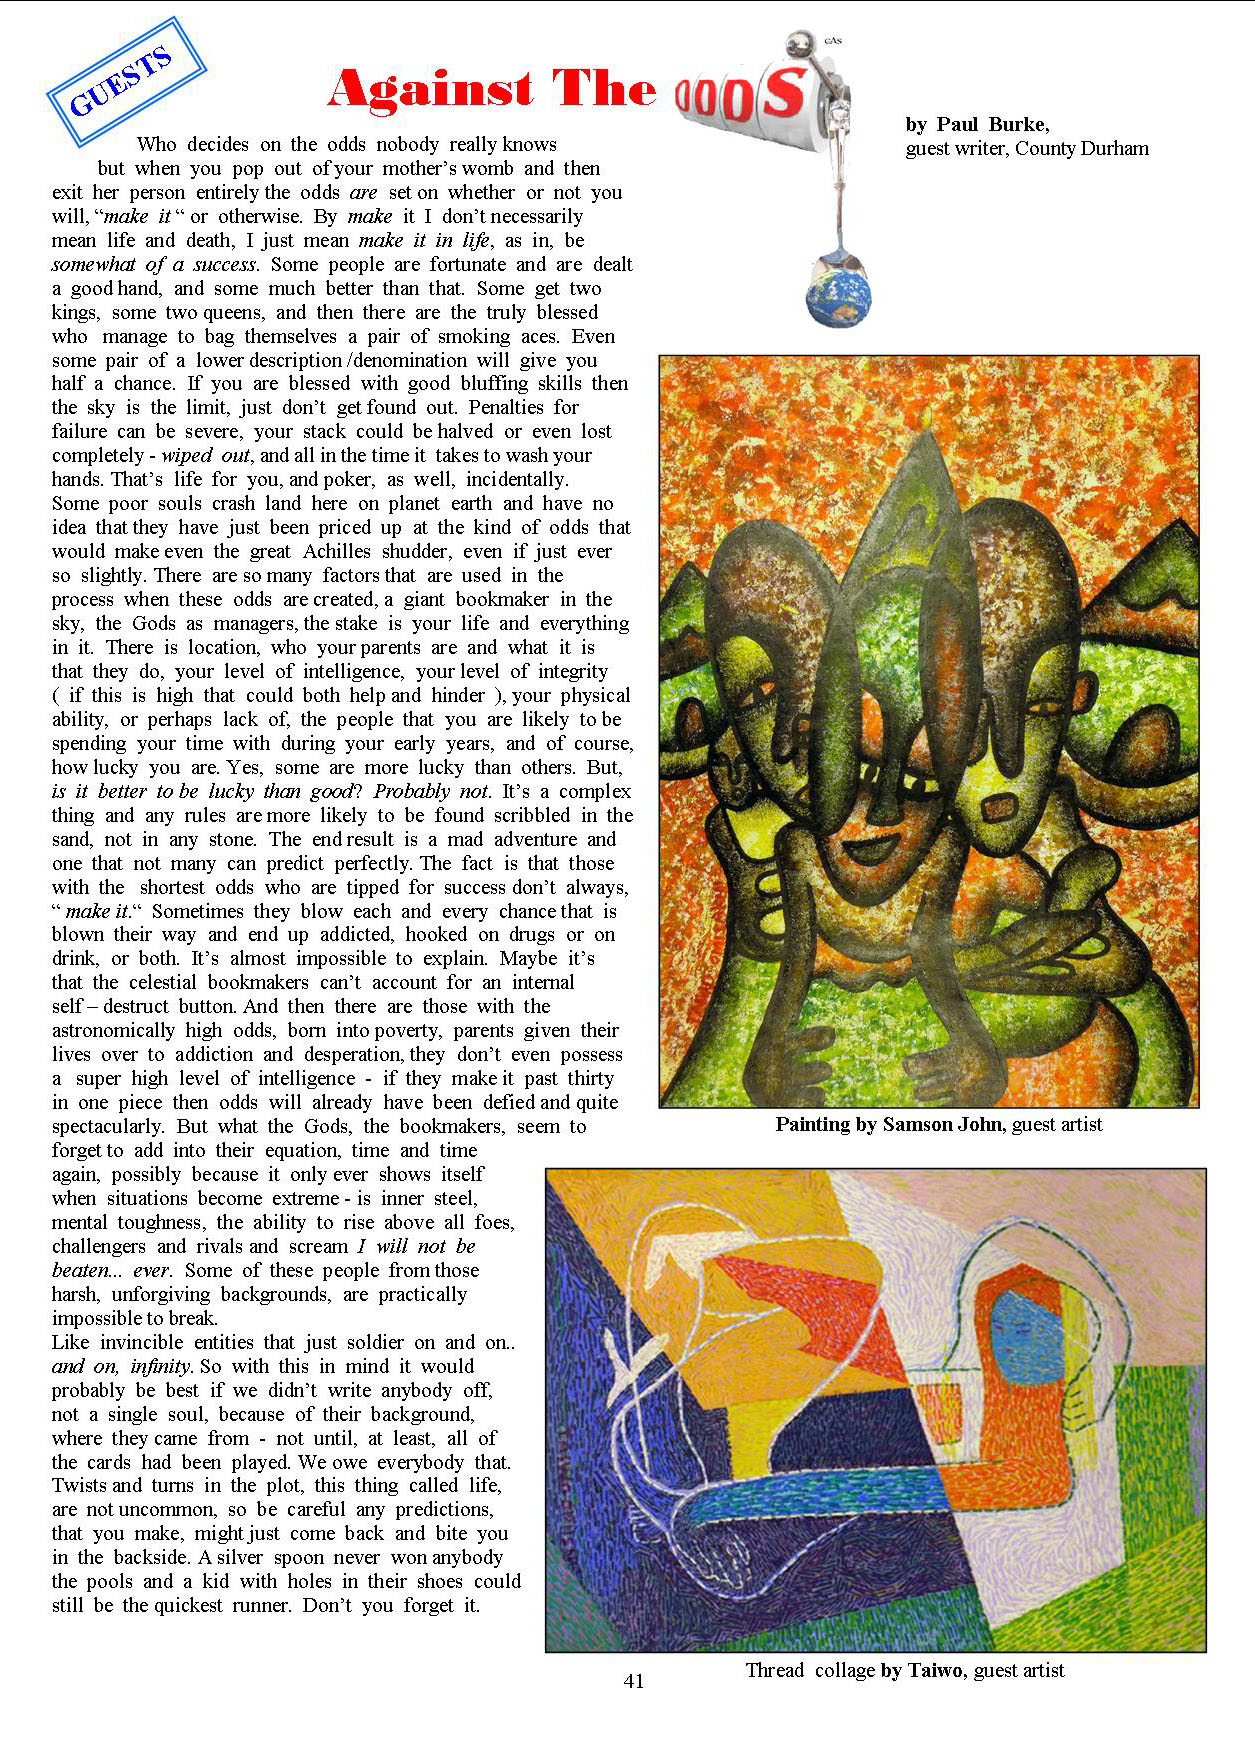 GUESTS
Against The ODDS
GAs
by Paul Burke,
guest writer, County Durham
Who decides on the odds nobody really knows
but when you pop out of your mother’s womb and then
exit her person entirely the odds are set on whether or not you
will, “make it “ or otherwise. By make it I don’t necessarily
mean life and death, I just mean make it in life, as in, be
somewhat of a success. Some people are fortunate and are dealt
a good hand, and some much better than that. Some get two
kings, some two queens, and then there are the truly blessed
who manage to bag themselves a pair of smoking aces. Even
some pair of a lower description /denomination will give you
half a chance. If you are blessed with good bluffing skills then
the sky is the limit, just don’t get found out. Penalties for
failure can be severe, your stack could be halved or even lost
completely - wiped out, and all in the time it takes to wash your
hands. That’s life for you, and poker, as well, incidentally.
Some poor souls crash land here on planet earth and have no
idea that they have just been priced up at the kind of odds that
would make even the great Achilles shudder, even if just ever
so slightly. There are so many factors that are used in the
process when these odds are created, a giant bookmaker in the
sky, the Gods as managers, the stake is your life and everything
in it. There is location, who your parents are and what it is
that they do, your level of intelligence, your level of integrity
( if this is high that could both help and hinder ), your physical
ability, or perhaps lack of, the people that you are likely to be
spending your time with during your early years, and of course,
how lucky you are. Yes, some are more lucky than others. But,
is it better to be lucky than good? Probably not. It’s a complex
thing and any rules are more likely to be found scribbled in the
sand, not in any stone. The end result is a mad adventure and
one that not many can predict perfectly. The fact is that those
with the shortest odds who are tipped for success don’t always,
“ make it.“ Sometimes they blow each and every chance that is
blown their way and end up addicted, hooked on drugs or on
drink, or both. It’s almost impossible to explain. Maybe it’s
that the celestial bookmakers can’t account for an internal
self – destruct button. And then there are those with the
astronomically high odds, born into poverty, parents given their
lives over to addiction and desperation, they don’t even possess
a super high level of intelligence - if they make it past thirty
in one piece then odds will already have been defied and quite
spectacularly. But what the Gods, the bookmakers, seem to
forget to add into their equation, time and time
again, possibly because it only ever shows itself
when situations become extreme - is inner steel,
mental toughness, the ability to rise above all foes,
challengers and rivals and scream I will not be
beaten... ever. Some of these people from those
harsh, unforgiving backgrounds, are practically
impossible to break.
Like invincible entities that just soldier on and on..
and on, infinity. So with this in mind it would
probably be best if we didn’t write anybody off,
not a single soul, because of their background,
where they came from - not until, at least, all of
the cards had been played. We owe everybody that.
Twists and turns in the plot, this thing called life,
are not uncommon, so be careful any predictions,
that you make, might just come back and bite you
in the backside. A silver spoon never won anybody
the pools and a kid with holes in their shoes could
still be the quickest runner. Don’t you forget it.
Painting by Samson John, guest artist
Thread collage by Taiwo, guest artist
41